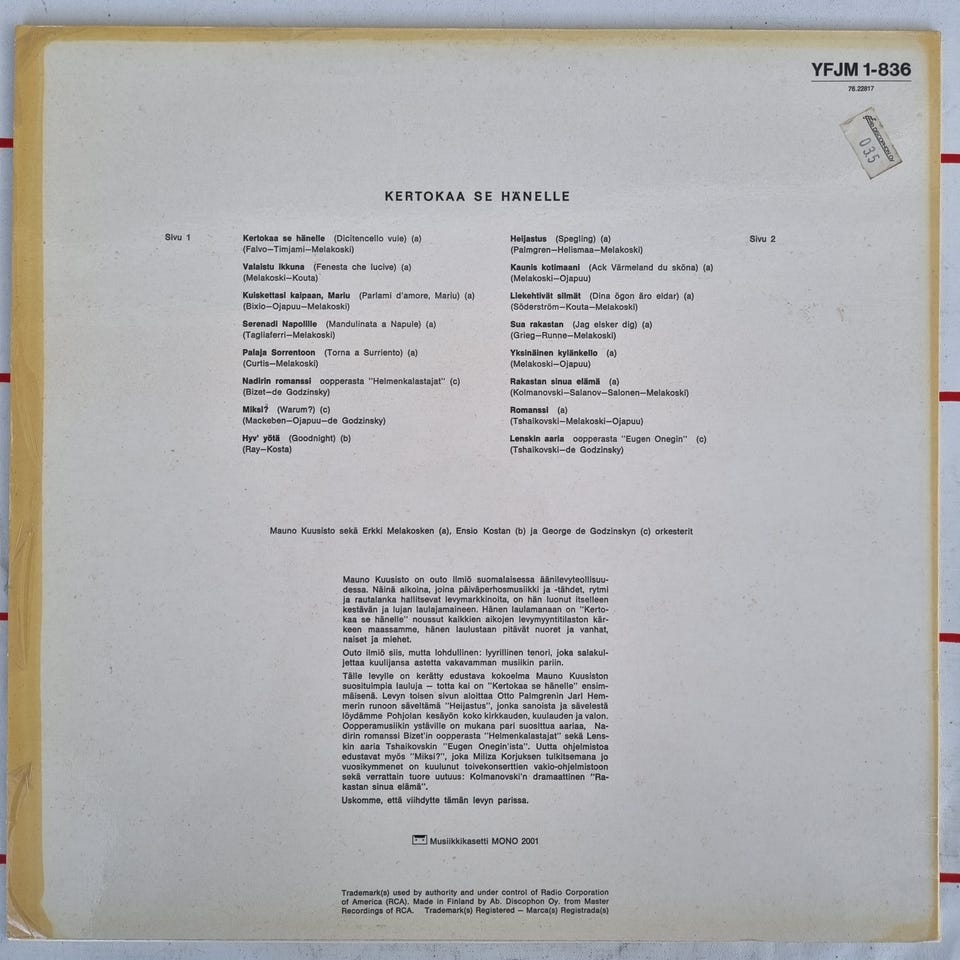 YFJM 1-836
76.22817
AB DISCOPHON OY
035
KERTOKAA SE HÄNELLE
Sivu 1
Kertokaa se hänelle (Dicitencello vuie) (a)
(Falvo—Timjami—Melakoski)
Valaistu ikkuna (Fenesta che lucive) (a)
(Melakoski—Kouta)
Kuiskettasi kaipaan, Mariu (Parlami d'amore, Mariu) (a)
(Bixio—Ojapuu—Melakoski)
Serenadi Napolille (Mandulinata a Napule) (a)
(Tagliaferri—Melakoski)
Palaja Sorrentoon (Torna a Surriento) (a)
(Curtis—Melakoski)
Nadirin romanssi oopperasta "Helmenkalastajat" (c)
(Bizet—de Godzinsky)
Miksi? (Warum?) (c)
(Mackeben—Ojapuu—de Godzinsky)
Hyv' yötä (Goodnight) (b)
(Ray—Kosta)
Sivu 2
Heijastus (Spegling) (a)
(Palmgren—Helismaa—Melakoski)
Kaunis kotimaani (Ack Värmeland du sköna) (a)
(Melakoski—Ojapuu)
Liekehtivät silmät (Dina ögon äro eldar) (a)
(Söderström—Kouta—Melakoski)
Sua rakastan (Jag elsker dig) (a)
(Grieg—Runne—Melakoski)
Yksinäinen kylänkello (a)
(Melakoski—Ojapuu)
Rakastan sinua elämä (a)
(Kolmanovski—Salanov—Salonen—Melakoski)
Romanssi (a)
(Tshaikovski—Melakoski—Ojapuu)
Lenskin aaria oopperasta "Eugen Onegin" (c)
(Tshaikovski—de Godzinsky)
Mauno Kuusisto sekä Erkki Melakosken (a), Ensio Kostan (b) ja George de Godzinskyn (c) orkesterit
Mauno Kuusisto on outo ilmiö suomalaisessa äänilevyteollisuu-
dessa. Näinä aikoina, joina päiväperhosmusiikki ja -tähdet, rytmi
ja rautalanka hallitsevat levymarkkinoita, on hän luonut itselleen
kestävän ja lujan laulajamaineen. Hänen laulamanaan on "Kerto-
kaa se hänelle" noussut kaikkien aikojen levymyyntitilaston kär-
keen maassamme, hänen laulustaan pitävät nuoret ja vanhat,
naiset ja miehet.
Outo ilmiö siis, mutta lohdullinen: lyyrillinen tenori, joka salakul-
jettaa kuulijansa astetta vakavamman musiikin pariin.
Tälle levylle on kerätty edustava kokoelma Mauno Kuusiston
suosituimpia lauluja — totta kai on "Kertokaa se hänelle" ensim-
mäisenä. Levyn toisen sivun aloittaa Otto Palmgrenin Jarl Hem-
merin runoon säveltämä "Heijastus", jonka sanoista ja sävelestä
löydämme Pohjolan kesäyön koko kirkkauden, kuulauden ja valon.
Oopperamusiikin ystäville on mukana pari suosittua aariaa, Na-
dirin romanssi Bizet'in oopperasta "Helmenkalastajat" sekä Lens-
kin aaria Tshaikovskin "Eugen Onegin'ista". Uutta ohjelmistoa
edustavat myös "Miksi?", joka Miliza Korjuksen tulkitsemana jo
vuosikymmenet on kuulunut toivekonserttien vakio-ohjelmistoon
sekä verrattain tuore uutuus: Kolmanovski'n dramaattinen "Ra-
kastan sinua elämä".
Uskomme, että viihdytte tämän levyn parissa.
Musiikkikasetti MONO 2001
Trademark(s) used by authority and under control of Radio Corporation
of America (RCA). Made in Finland by Ab. Discophon Oy. from Master
Recordings of RCA. Trademark(s) Registered — Marca(s) Registrada(s)